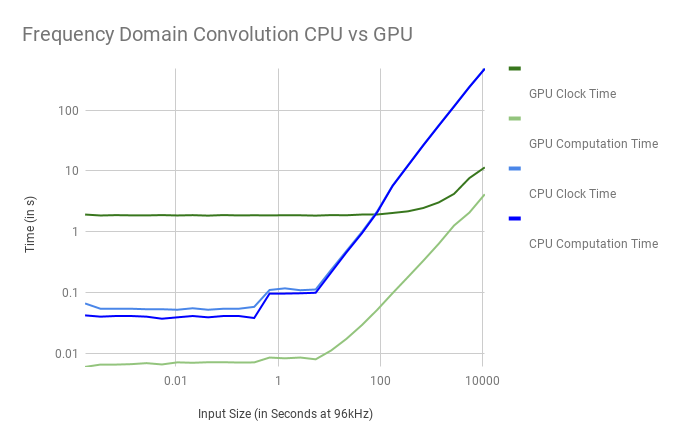 Frequency Domain Convolution CPU vs GPU
GPU Clock Time
GPU Computation Time
CPU Clock Time
CPU Computation Time
Time (in s)
100
10
1
0.1
0.01
0.01
1
100
10000
Input Size (in Seconds at 96kHz)